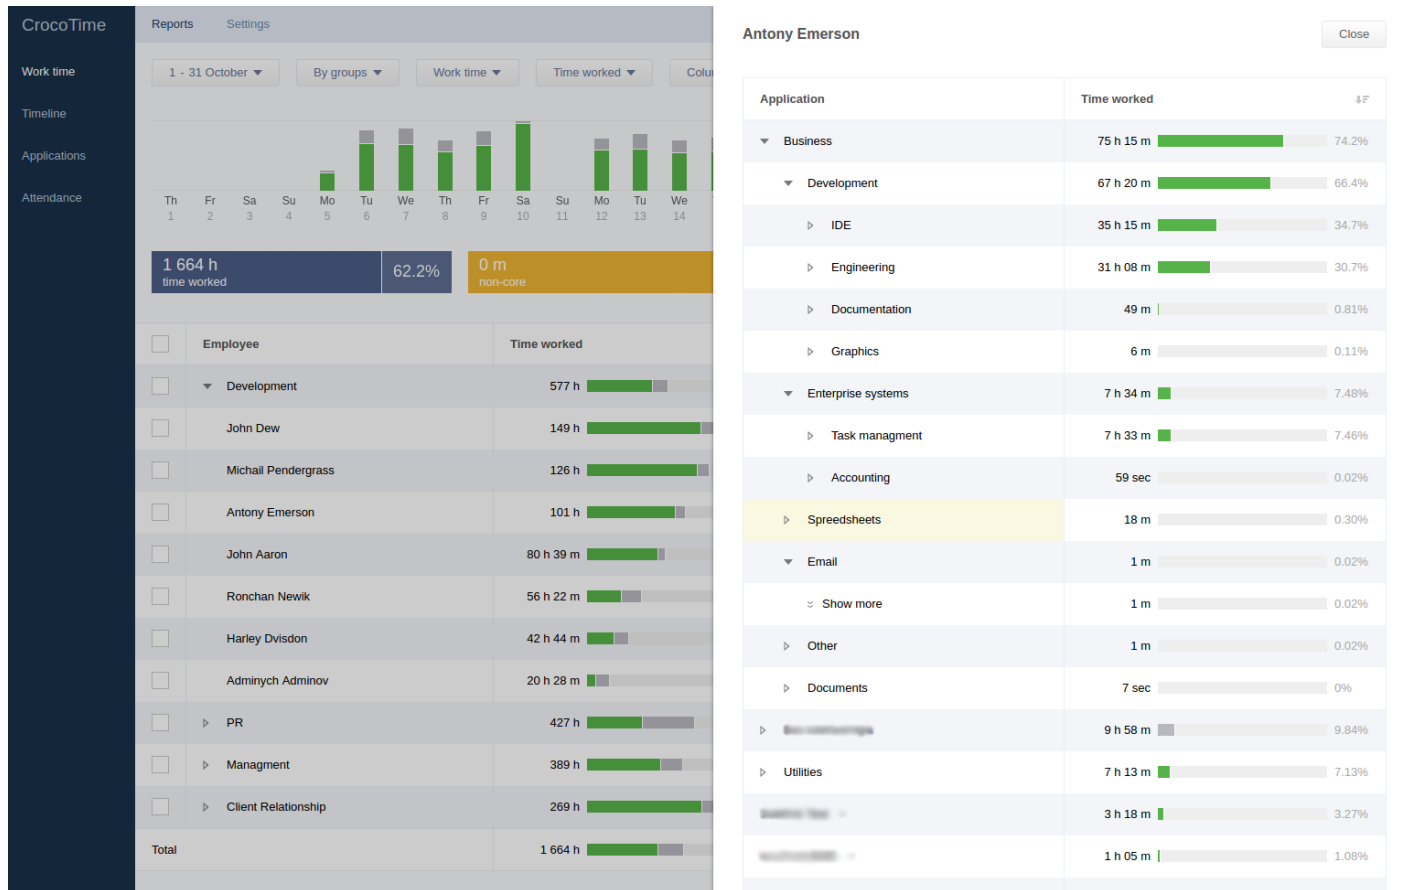 CrocoTime
Work time
Timeline
Applications
Attendance
Reports Settings
1 - 31 October By groups Work time Time worked
Th Fr Sa Su Mo Tu We Th Fr Sa Su Mo Tu We
1 2 3 4 5 6 7 8 9 10 11 12 13 14
1 664 h
time worked
62.2%
0 m
non-core
Employee Time worked
Development 577 h
John Dew 149 h
Michail Pendergrass 126 h
Antony Emerson 101 h
John Aaron 80 h 39 m
Ronchan Newik 56 h 22 m
Harley Dvisdon 42 h 44 m
Adminych Adminov 20 h 28 m
PR 427 h
Managment 389 h
Client Relationship 269 h
Total 1 664 h
Antony Emerson Close
Application Time worked
Business 75 h 15 m 74.2%
Development 67 h 20 m 66.4%
IDE 35 h 15 m 34.7%
Engineering 31 h 08 m 30.7%
Documentation 49 m 0.81%
Graphics 6 m 0.11%
Enterprise systems 7 h 34 m 7.48%
Task managment 7 h 33 m 7.46%
Accounting 59 sec 0.02%
Spreedsheets 18 m 0.30%
Email 1 m 0.02%
Show more 1 m 0.02%
Other 1 m 0.02%
Documents 7 sec 0%
9 h 58 m 9.84%
Utilities 7 h 13 m 7.13%
3 h 18 m 3.27%
1 h 05 m 1.08%